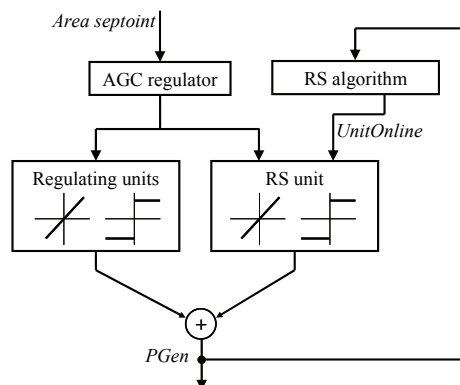 Area septoint
AGC regulator
RS algorithm
UnitOnline
Regulating units
RS unit
+
PGen